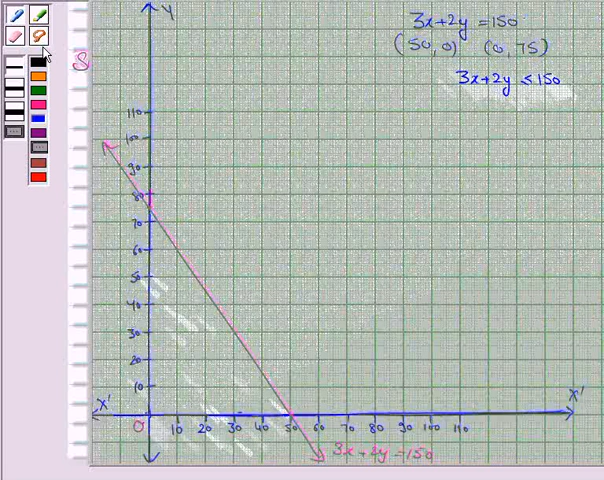 3x+2y =150
(50,0) (0,75)
3x+2y ≤150
Y
S
110
100
90
80
70
60
50
40
30
20
10
X' X'
O 10 20 30 40 50 60 70 80 90 100 110
3x+2y =150